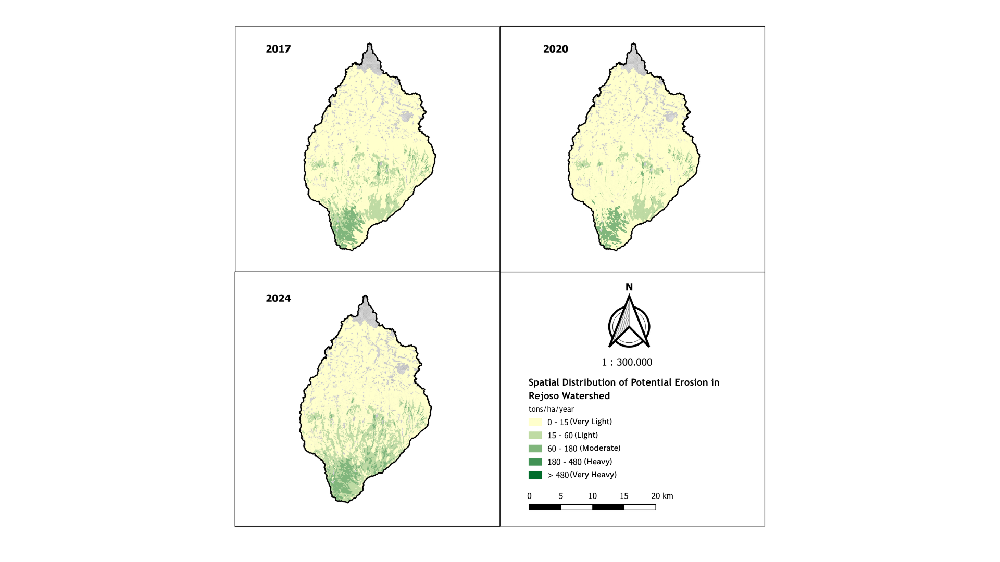 2017
2020
2024
N
1 : 300.000
Spatial Distribution of Potential Erosion in
Rejoso Watershed
tons/ha/year
0 - 15 (Very Light)
15 - 60 (Light)
60 - 180 (Moderate)
180 - 480 (Heavy)
> 480 (Very Heavy)
0 5 10 15 20 km